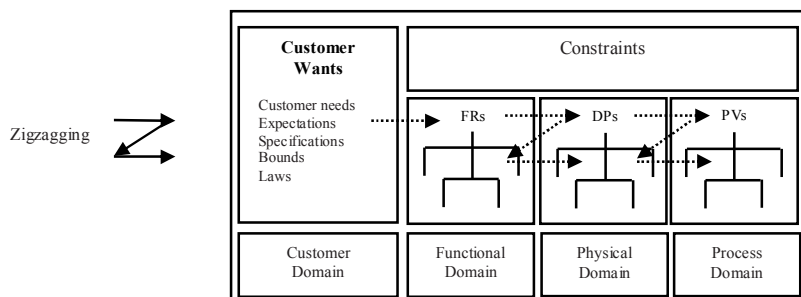 Customer
Wants
Constraints
Customer needs
Expectations
Specifications
Bounds
Laws
FRs
DPs
PVs
Zigzagging
Customer
Domain
Functional
Domain
Physical
Domain
Process
Domain